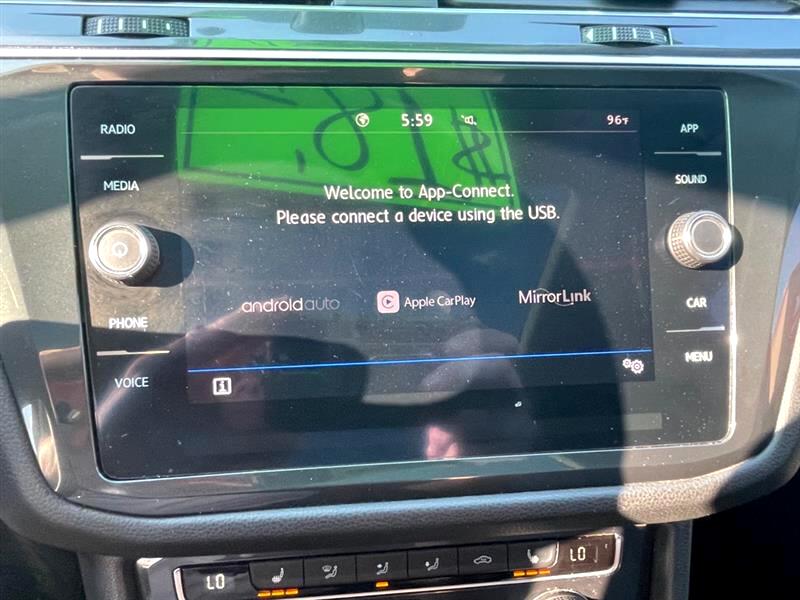 RADIO
MEDIA
PHONE
VOICE
5:59
96°F
Welcome to App-Connect.
Please connect a device using the USB.
androidauto
Apple CarPlay
MirrorLink
i
APP
SOUND
CAR
MENU
LO
LO